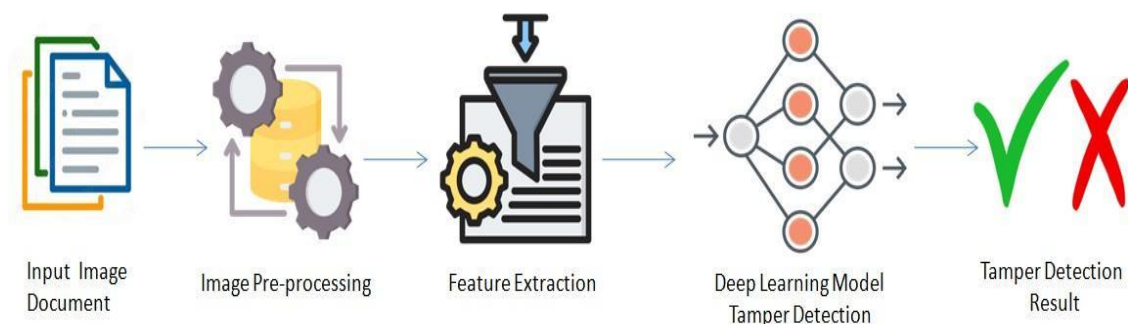 Input Image
Document
Image Pre-processing
Feature Extraction
Deep Learning Model
Tamper Detection
Tamper Detection
Result